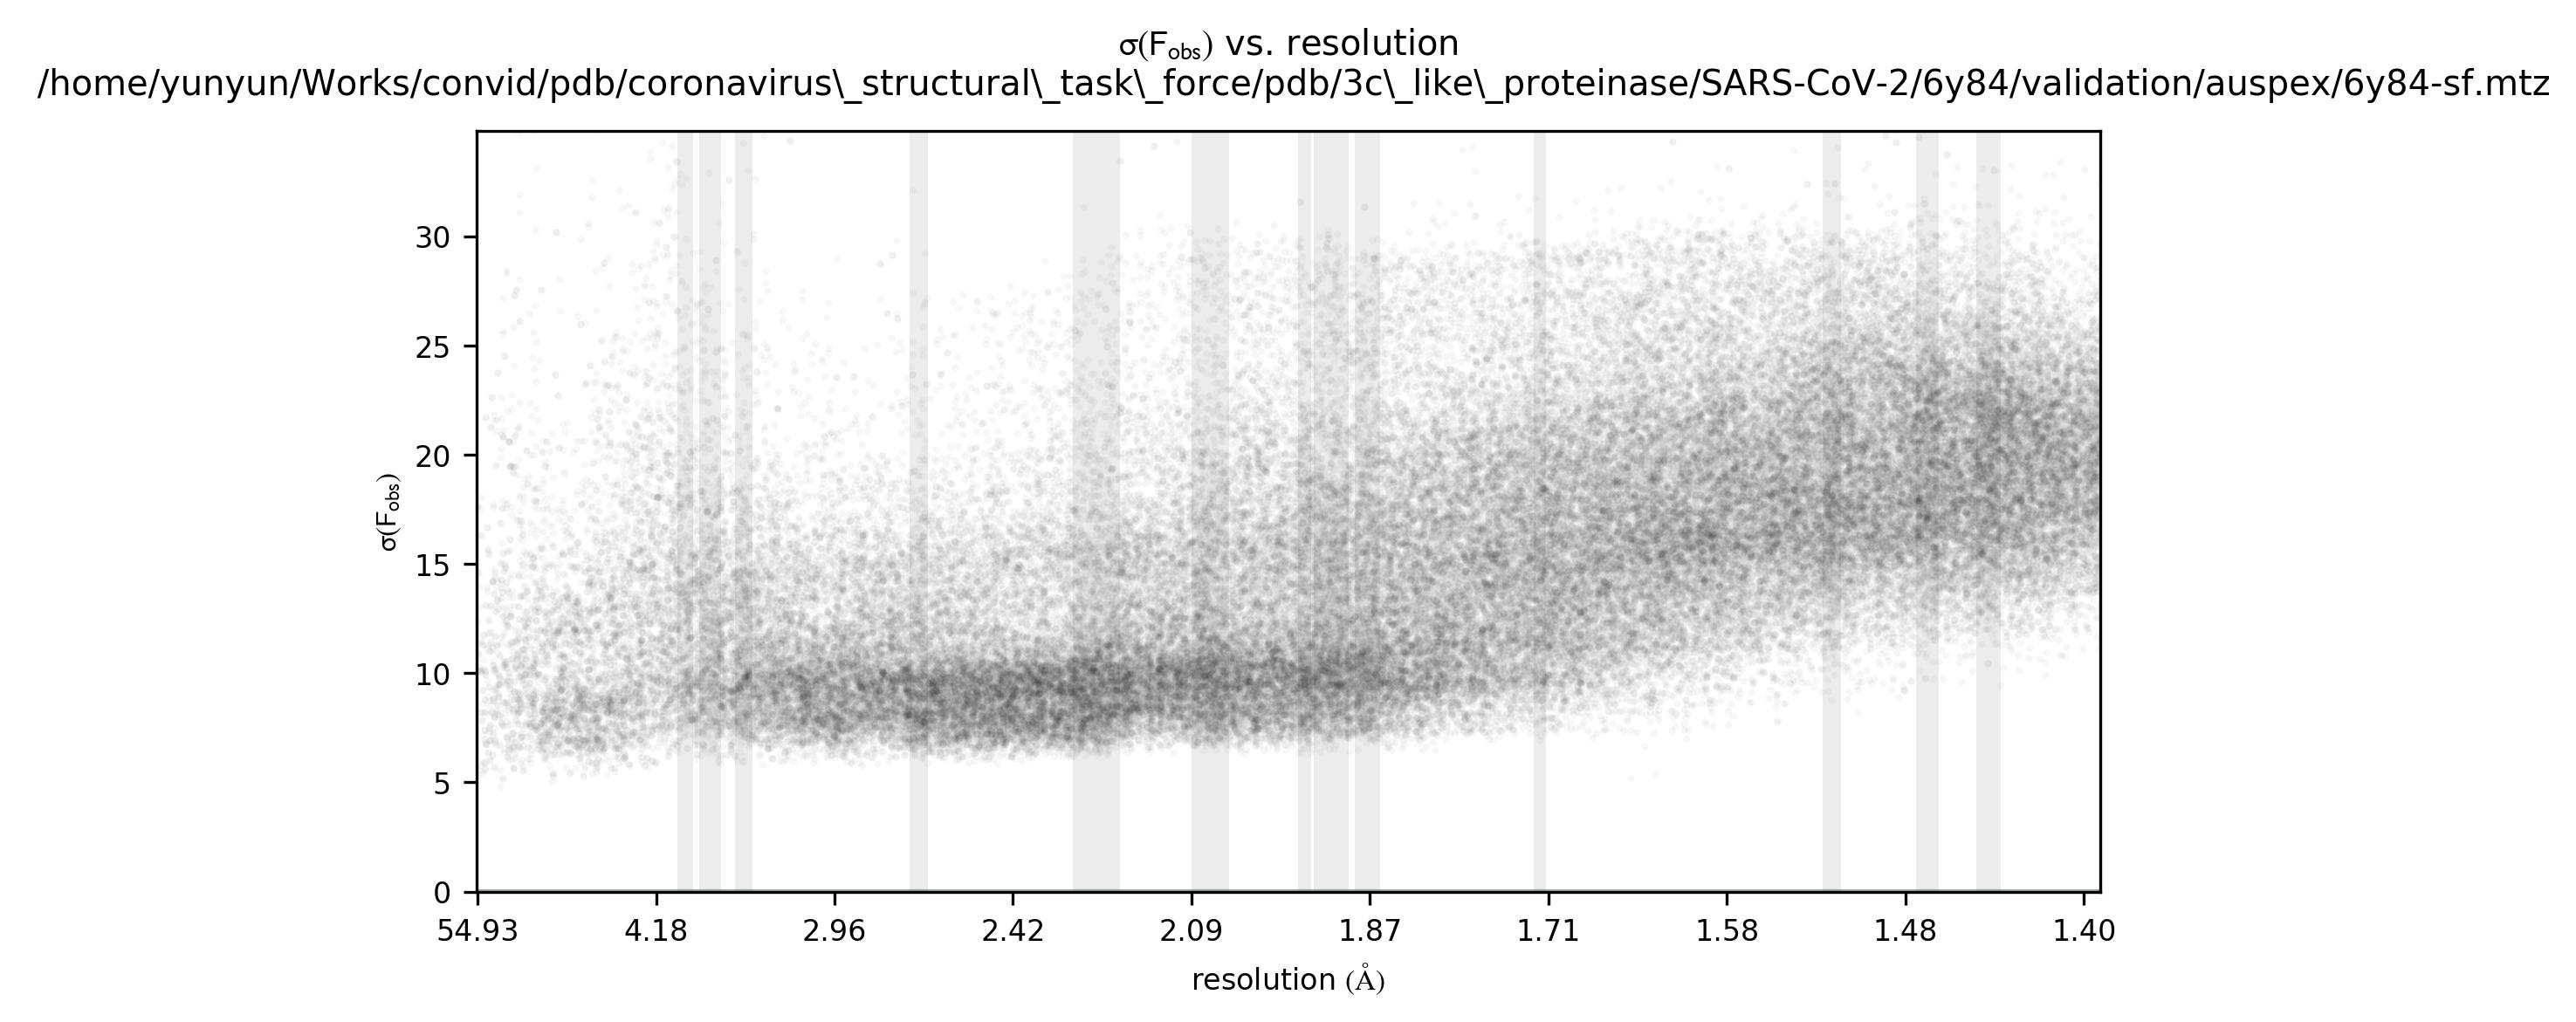 σ(Fobs) vs. resolution
/home/yunyun/Works/convid/pdb/coronavirus\_structural\_task\_force/pdb/3c\_like\_proteinase/SARS-CoV-2/6y84/validation/auspex/6y84-sf.mtz
30
25
20
σ(Fobs)
15
10
5
0
54.93 4.18 2.96 2.42 2.09 1.87 1.71 1.58 1.48 1.40
resolution (Å)